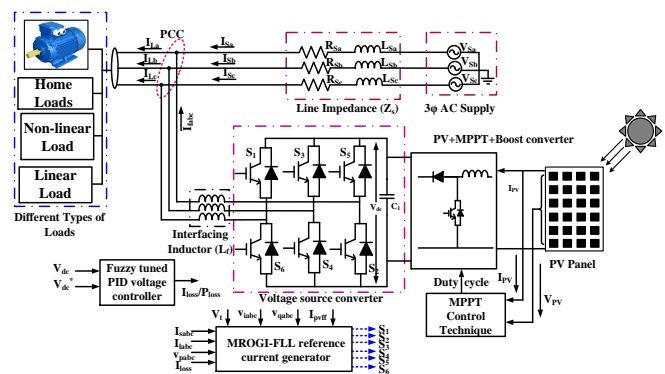 PCC
I_La
I_Lb
I_Lc
I_Sa
I_Sb
I_Sc
R_Sa
R_Sb
R_Sc
L_Sa
L_Sb
L_Sc
V_Sa
V_Sb
V_Sc
Line Impedance (Z_s)
3φ AC Supply
Home
Loads
Non-linear
Load
Linear
Load
Different Types of
Loads
I_fabc
Interfacing
Inductor (L_f)
S_1
S_3
S_5
S_6
S_4
S_2
V_dc
C_1
Voltage source converter
PV+MPPT+Boost converter
I_PV
PV Panel
Duty cycle
I_PV
V_PV
MPPT
Control
Technique
V_dc
V_dc*
Fuzzy tuned
PID voltage
controller
I_loss/P_loss
V_t
v_iabc
v_qabc
I_pvff
I_sabc
I_labc
v_pabc
I_loss
MROGI-FLL reference
current generator
S_1
S_2
S_3
S_4
S_5
S_6